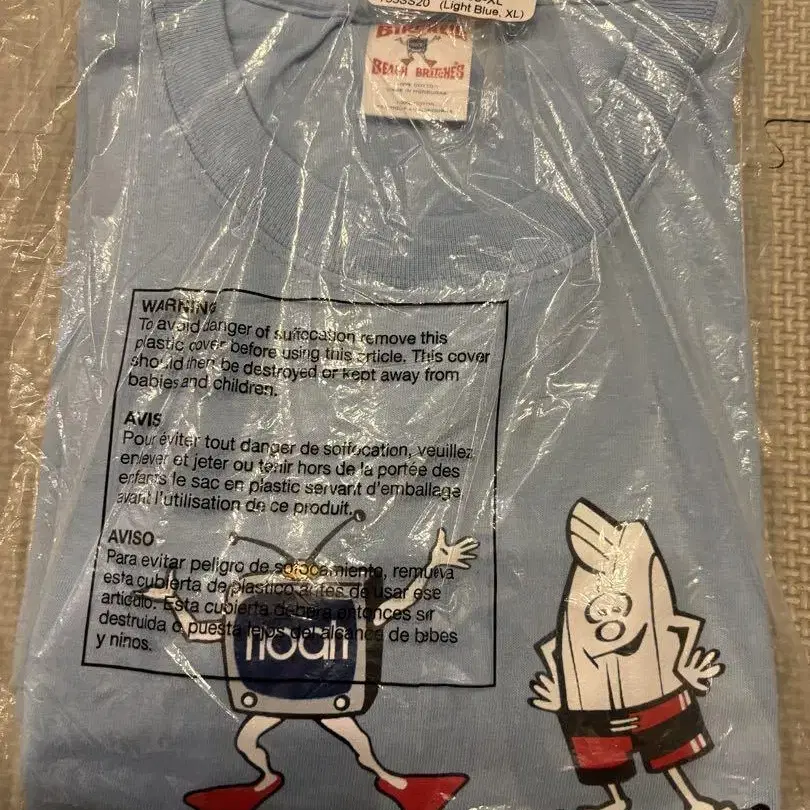 (Light Blue, XL)
BEACH BRITCHES
WARNING
To avoid danger of suffocation remove this
plastic cover before using this article. This cover
should then be destroyed or kept away from
babies and children.
AVIS
Pour éviter tout danger de soffocation, veuillez
enlever et jeter ou tenir hors de la portée des
enfants le sac en plastic servant d'emballage
avant l'utilisation de ce produit.
AVISO
Para evitar peligro de sofocamiento, remueva
esta cubierta de plastico antes de usar ese
articulo. Esta cubierta debera entonces sir
destruida o puesta lejos del alcance de bebes
y ninos.
noah